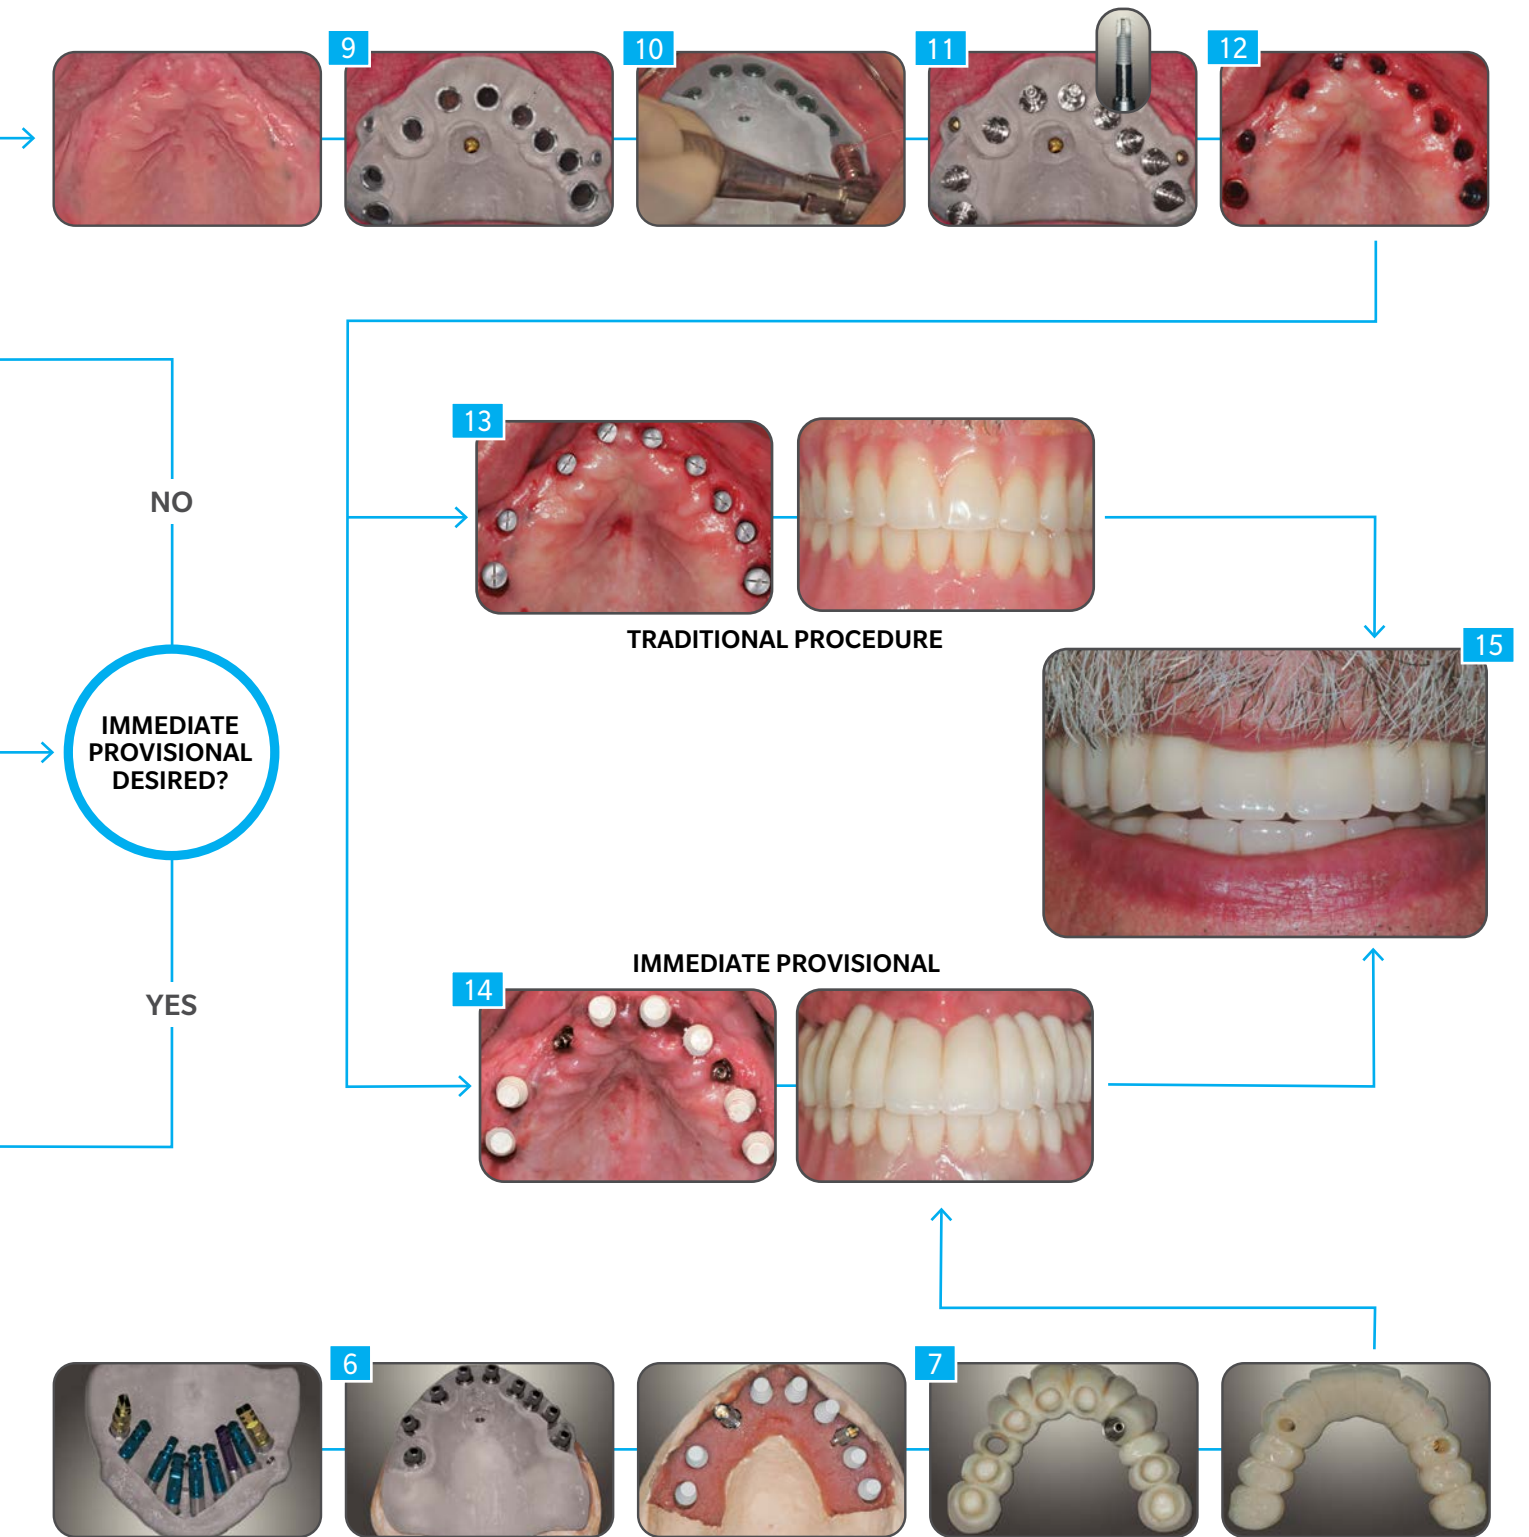 9
10
11
12
NO
13
TRADITIONAL PROCEDURE
15
IMMEDIATE
PROVISIONAL
DESIRED?
IMMEDIATE PROVISIONAL
14
YES
6
7